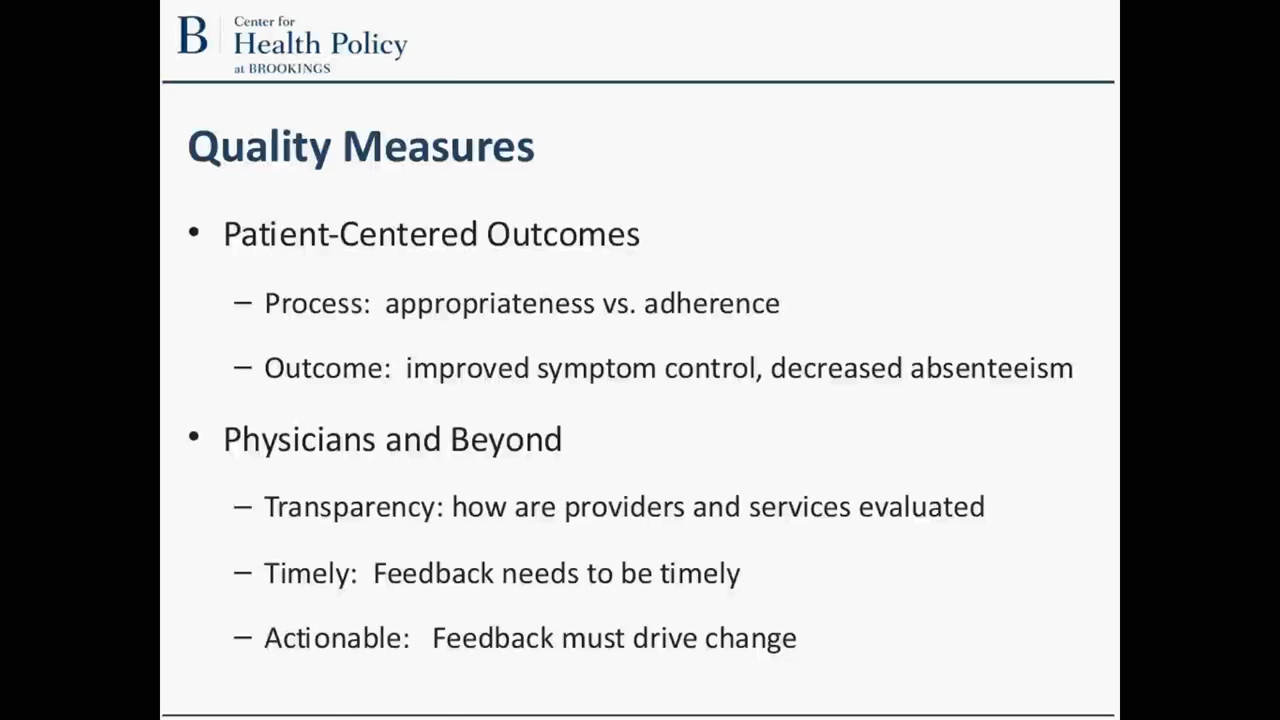 B
Center for
Health Policy
at BROOKINGS
Quality Measures
• Patient-Centered Outcomes
– Process: appropriateness vs. adherence
– Outcome: improved symptom control, decreased absenteeism
• Physicians and Beyond
– Transparency: how are providers and services evaluated
– Timely: Feedback needs to be timely
– Actionable: Feedback must drive change